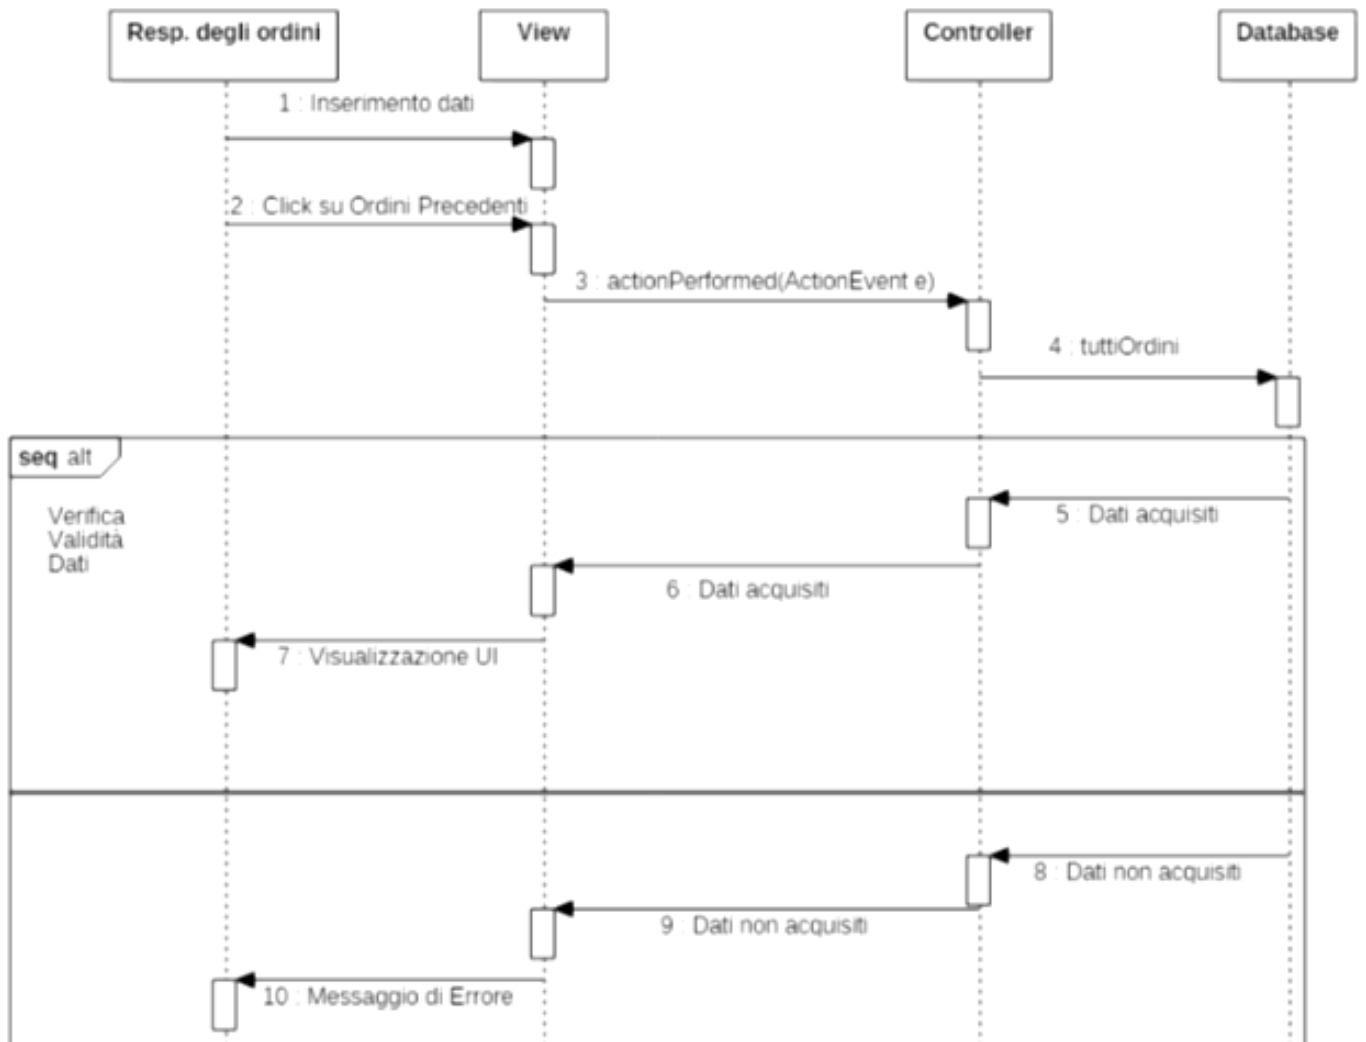 Resp. degli ordini
View
Controller
Database
1 : Inserimento dati
2 : Click su Ordini Precedenti
3 : actionPerformed(ActionEvent e)
4 : tuttiOrdini
seq alt
Verifica
Validità
Dati
5 : Dati acquisiti
6 : Dati acquisiti
7 : Visualizzazione UI
8 : Dati non acquisiti
9 : Dati non acquisiti
10 : Messaggio di Errore